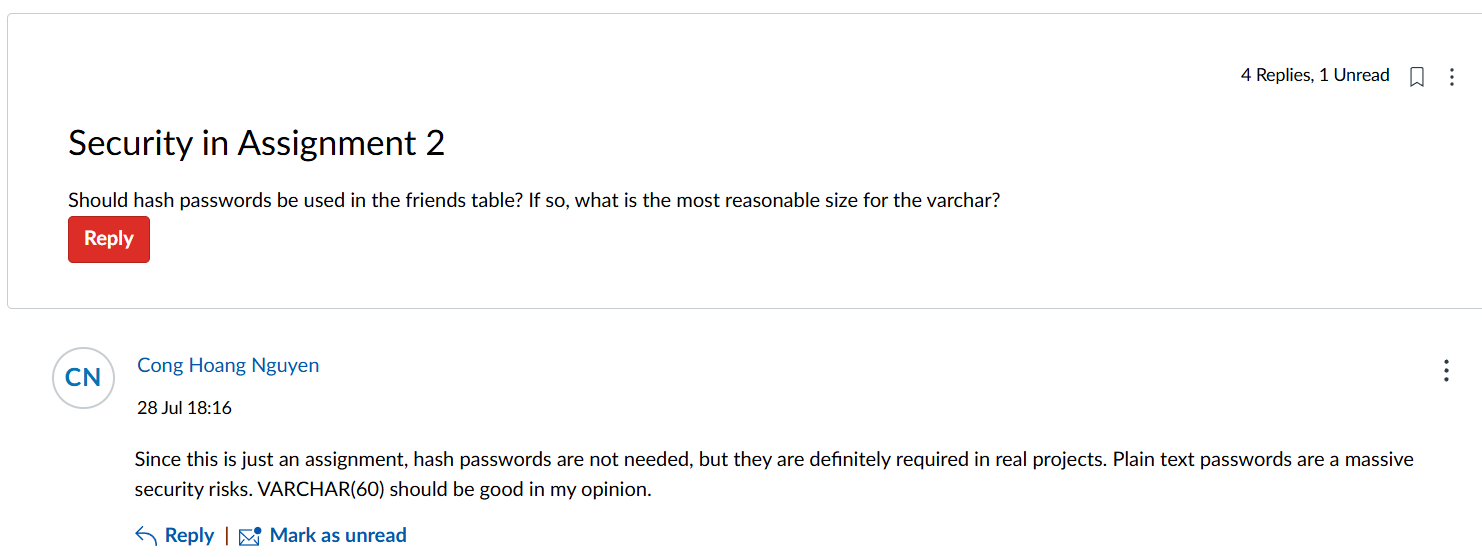 4 Replies, 1 Unread
Security in Assignment 2
Should hash passwords be used in the friends table? If so, what is the most reasonable size for the varchar?
Reply
CN
Cong Hoang Nguyen
28 Jul 18:16
Since this is just an assignment, hash passwords are not needed, but they are definitely required in real projects. Plain text passwords are a massive
security risks. VARCHAR(60) should be good in my opinion.
Reply | Mark as unread